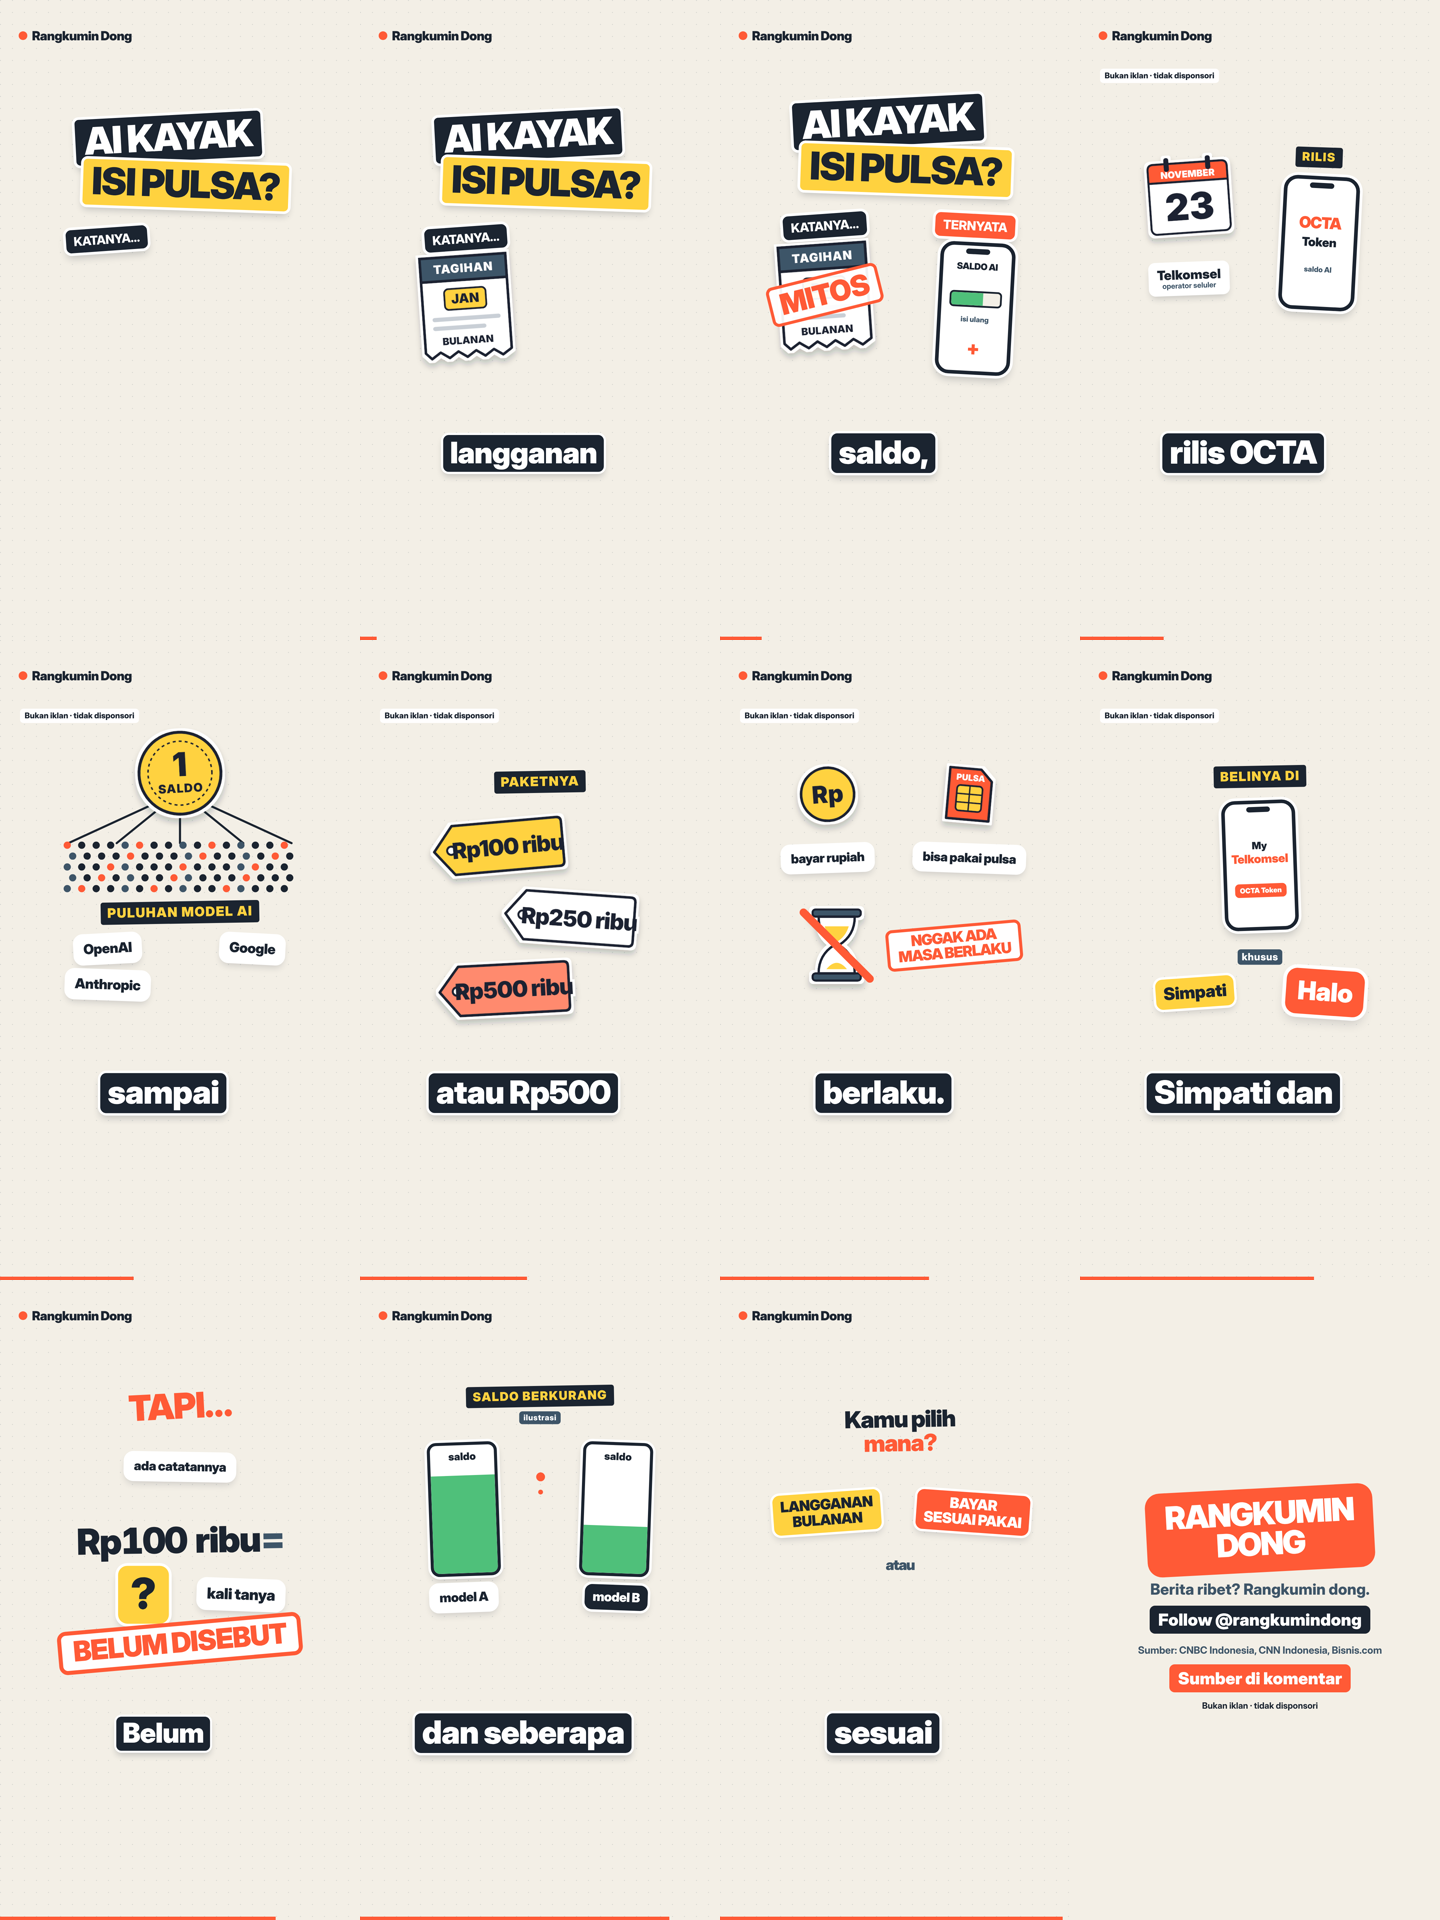 Rangkumin Dong
AI KAYAK
ISI PULSA?
KATANYA...
Rangkumin Dong
AI KAYAK
ISI PULSA?
KATANYA...
TAGIHAN
JAN
BULANAN
langganan
Rangkumin Dong
AI KAYAK
ISI PULSA?
KATANYA...
TERNYATA
TAGIHAN
MITOS
BULANAN
SALDO AI
isi ulang
saldo,
Rangkumin Dong
Bukan iklan · tidak disponsori
NOVEMBER
23
Telkomsel
operator seluler
RILIS
OCTA
Token
saldo AI
rilis OCTA
Rangkumin Dong
Bukan iklan · tidak disponsori
1
SALDO
PULUHAN MODEL AI
OpenAI
Google
Anthropic
sampai
Rangkumin Dong
Bukan iklan · tidak disponsori
PAKETNYA
Rp100 ribu
Rp250 ribu
Rp500 ribu
atau Rp500
Rangkumin Dong
Bukan iklan · tidak disponsori
Rp
PULSA
bayar rupiah
bisa pakai pulsa
NGGAK ADA
MASA BERLAKU
berlaku.
Rangkumin Dong
Bukan iklan · tidak disponsori
BELINYA DI
My
Telkomsel
OCTA Token
khusus
Simpati
Halo
Simpati dan
Rangkumin Dong
TAPI...
ada catatannya
Rp100 ribu=
?
kali tanya
BELUM DISEBUT
Belum
Rangkumin Dong
SALDO BERKURANG
ilustrasi
saldo
saldo
model A
model B
dan seberapa
Rangkumin Dong
Kamu pilih
mana?
LANGGANAN
BULANAN
BAYAR
SESUAI PAKAI
atau
sesuai
RANGKUMIN
DONG
Berita ribet? Rangkumin dong.
Follow @rangkumindong
Sumber: CNBC Indonesia, CNN Indonesia, Bisnis.com
Sumber di komentar
Bukan iklan · tidak disponsori